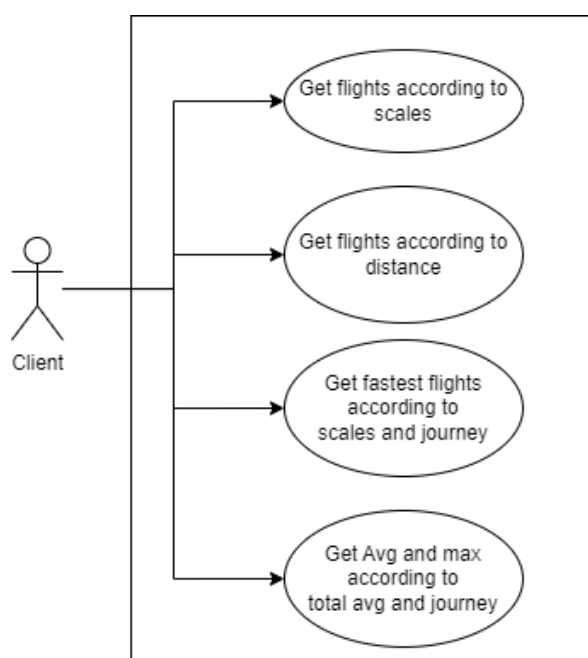 Get flights according to
scales
Get flights according to
distance
Client
Get fastest flights
according to
scales and journey
Get Avg and max
according to
total avg and journey